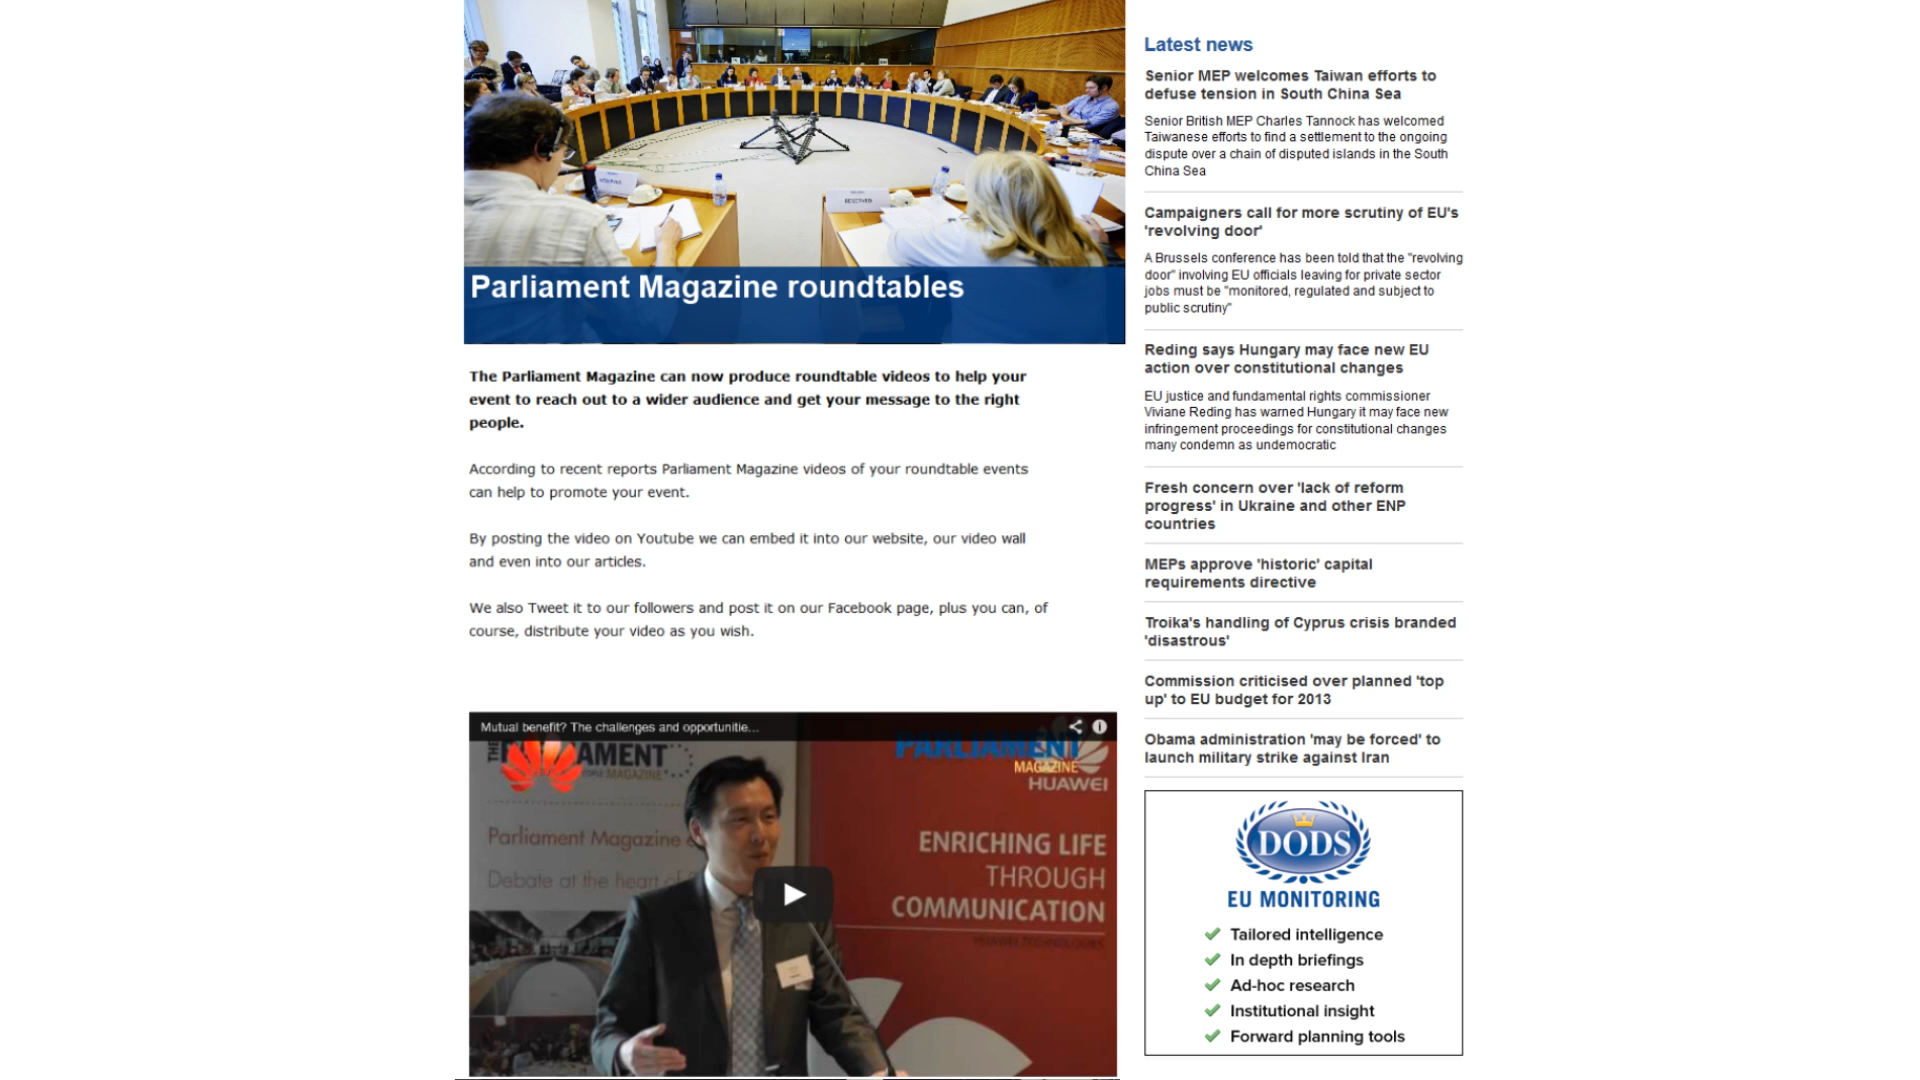 Parliament Magazine roundtables
The Parliament Magazine can now produce roundtable videos to help your
event to reach out to a wider audience and get your message to the right
people.
According to recent reports Parliament Magazine videos of your roundtable events
can help to promote your event.
By posting the video on Youtube we can embed it into our website, our video wall
and even into our articles.
We also Tweet it to our followers and post it on our Facebook page, plus you can, of
course, distribute your video as you wish.
Mutual benefit? The challenges and opportunitie...
THE
AMENT
MAGAZINE
Parliament Magazine
Debate at the heart of
PARLIAMENT
MAGAZINE
HUAWEI
ENRICHING LIFE
THROUGH
COMMUNICATION
HUAWEI TECHNOLOGIES
Latest news
Senior MEP welcomes Taiwan efforts to
defuse tension in South China Sea
Senior British MEP Charles Tannock has welcomed
Taiwanese efforts to find a settlement to the ongoing
dispute over a chain of disputed islands in the South
China Sea
Campaigners call for more scrutiny of EU's
'revolving door'
A Brussels conference has been told that the "revolving
door" involving EU officials leaving for private sector
jobs must be "monitored, regulated and subject to
public scrutiny"
Reding says Hungary may face new EU
action over constitutional changes
EU justice and fundamental rights commissioner
Viviane Reding has warned Hungary it may face new
infringement proceedings for constitutional changes
many condemn as undemocratic
Fresh concern over 'lack of reform
progress' in Ukraine and other ENP
countries
MEPs approve 'historic' capital
requirements directive
Troika's handling of Cyprus crisis branded
'disastrous'
Commission criticised over planned 'top
up' to EU budget for 2013
Obama administration 'may be forced' to
launch military strike against Iran
DODS
EU MONITORING
Tailored intelligence
In depth briefings
Ad-hoc research
Institutional insight
Forward planning tools